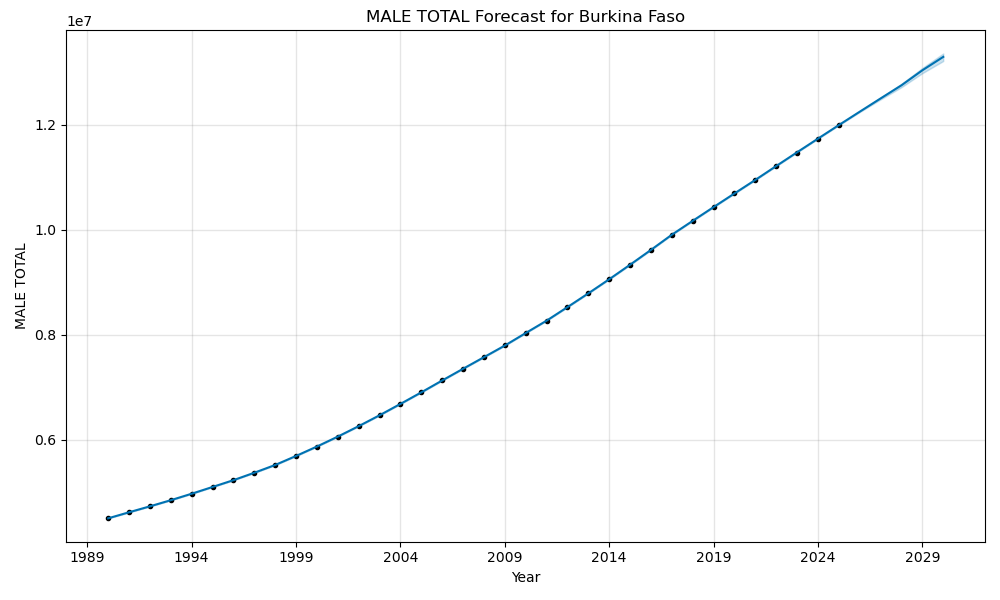 MALE TOTAL Forecast for Burkina Faso
1e7
1.2
1.0
0.8
0.6
MALE TOTAL
1989 1994 1999 2004 2009 2014 2019 2024 2029
Year